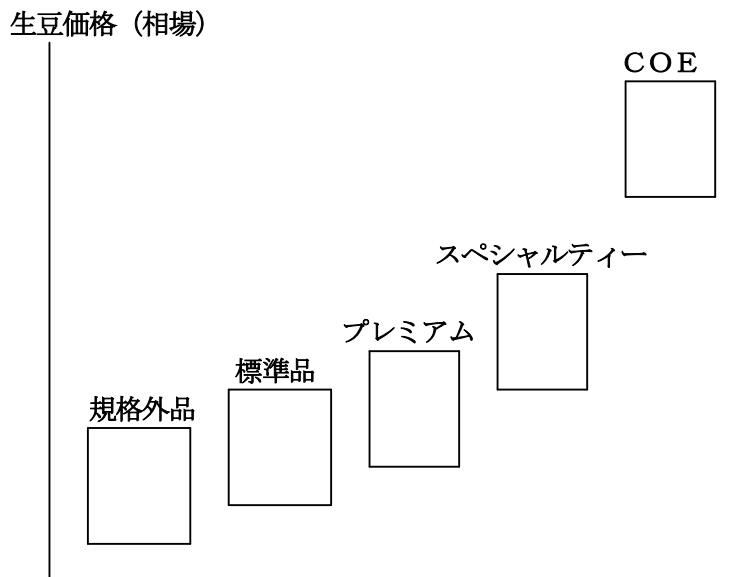 生豆価格（相場）
ＣＯＥ
スペシャルティー
プレミアム
標準品
規格外品